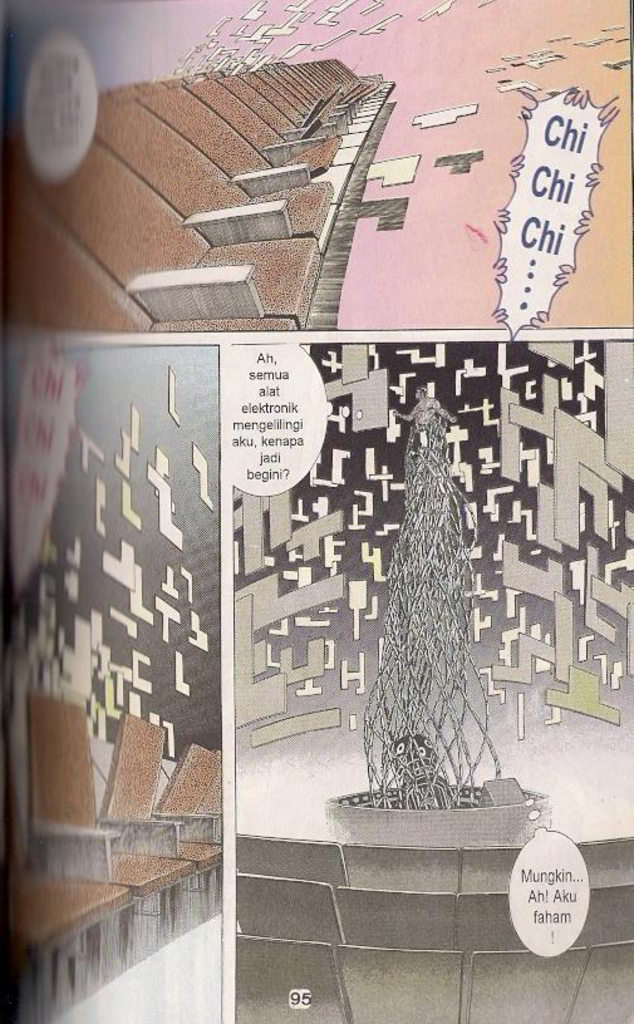 Chi
Chi
Chi
Ah,
semua
alat
elektronik
mengelilingi
aku, kenapa
jadi
begini?
Mungkin...
Ah! Aku
faham
!
95